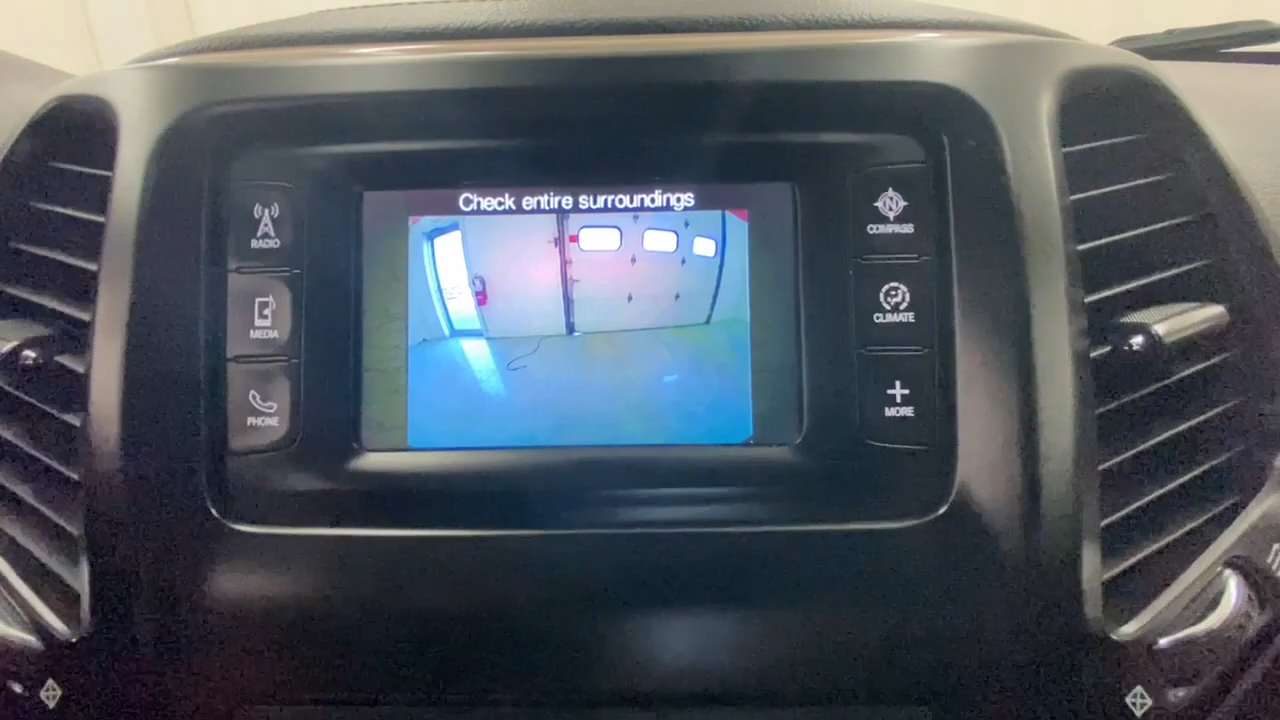 Check entire surroundings
RADIO
MEDIA
PHONE
N
COMPASS
CLIMATE
MORE